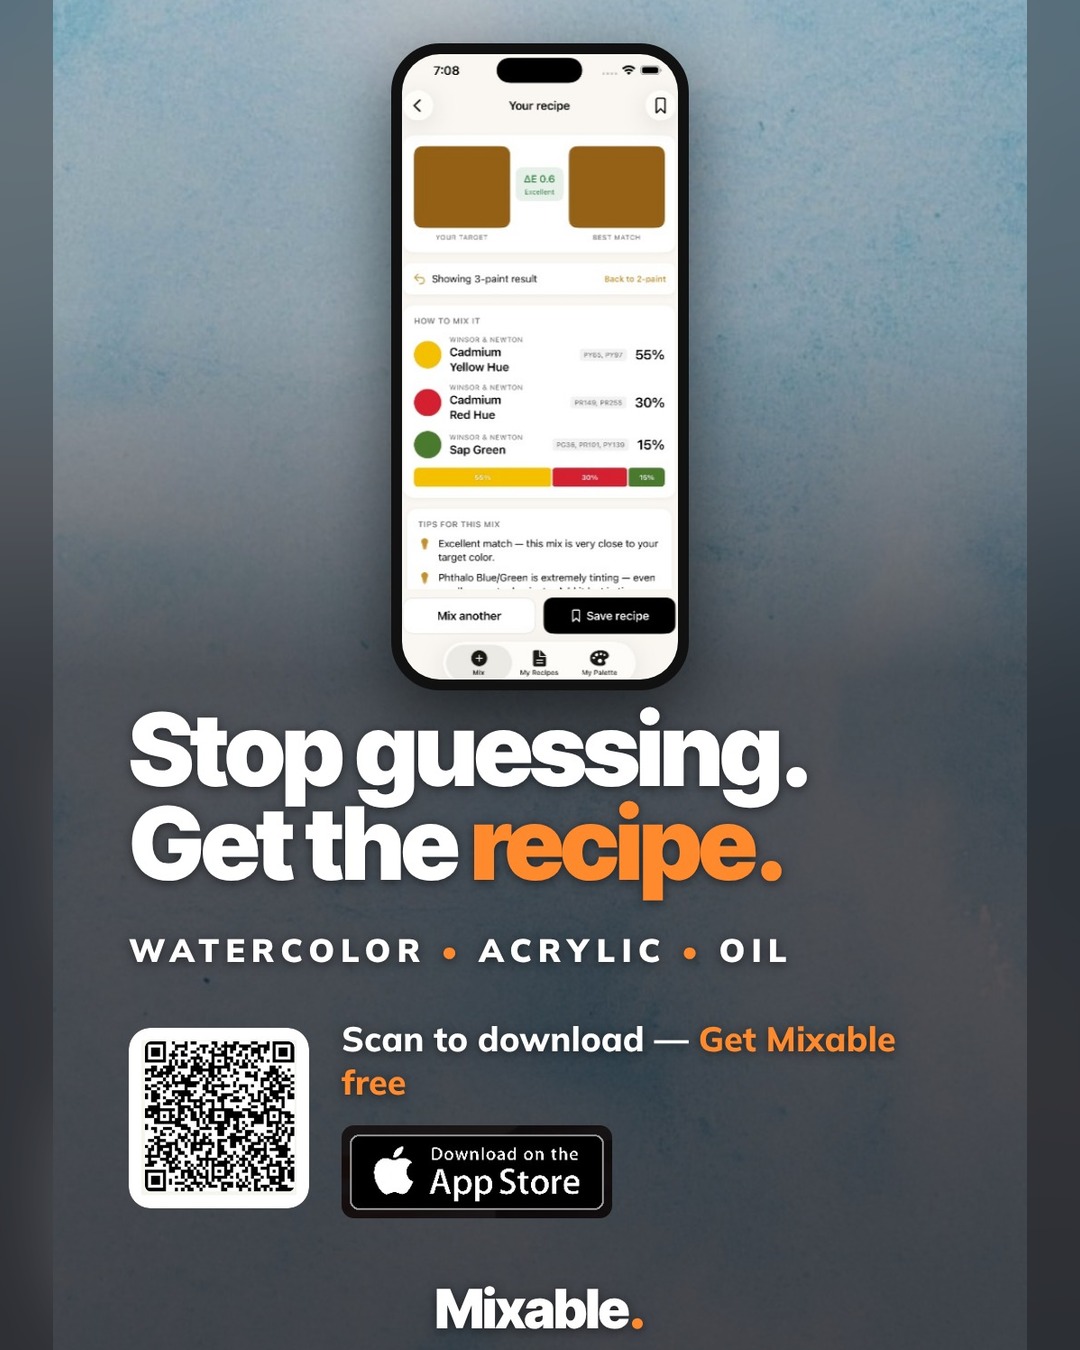 7:08
Your recipe
ΔE 0.6
Excellent
YOUR TARGET
BEST MATCH
Showing 3-paint result
Back to 2-paint
HOW TO MIX IT
WINSOR & NEWTON
Cadmium
Yellow Hue
PY65, PY97
55%
WINSOR & NEWTON
Cadmium
Red Hue
PR149, PR255
30%
WINSOR & NEWTON
Sap Green
PG36, PR101, PY139
15%
55%
30%
15%
TIPS FOR THIS MIX
Excellent match — this mix is very close to your
target color.
Phthalo Blue/Green is extremely tinting — even
Mix another
Save recipe
Mix
My Recipes
My Palette
Stop guessing.
Get the recipe.
WATERCOLOR • ACRYLIC • OIL
Scan to download — Get Mixable
free
Download on the
App Store
Mixable.